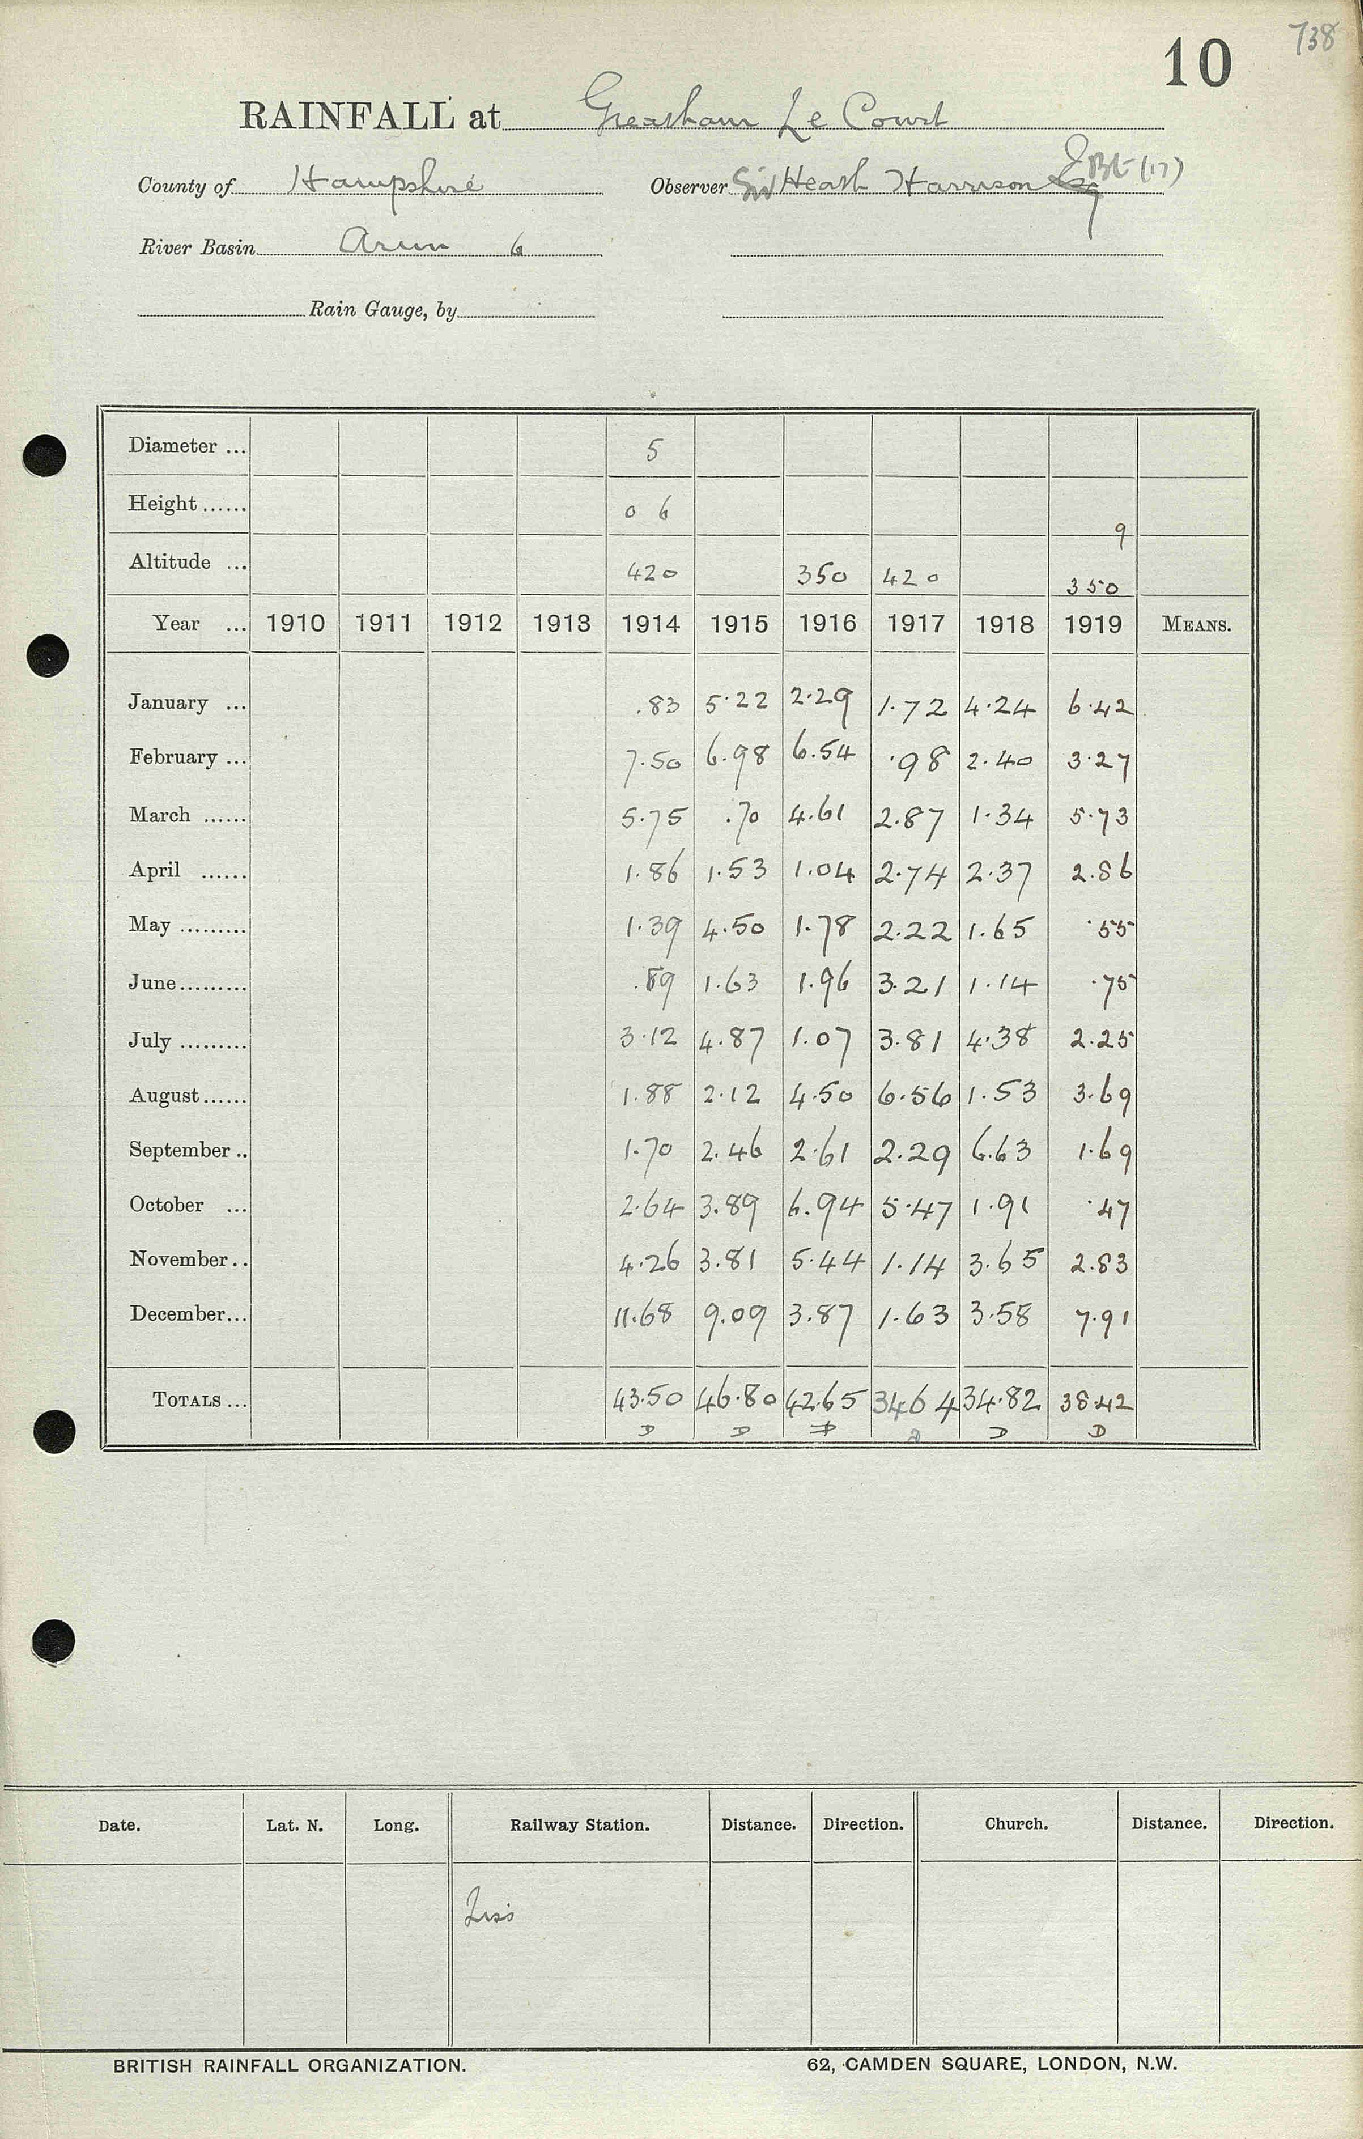 738
10
RAINFALL at Greatham Le Court
County of Hampshire Observer Sir Heath Harrison Esq Bt (17)
River Basin Arun 6
Rain Gauge, by
Diameter ... 5
Height ...... 0 6 9
Altitude ... 420 350 420 350
Year ... 1910 1911 1912 1913 1914 1915 1916 1917 1918 1919 MEANS.
January ... .83 5.22 2.29 1.72 4.24 6.42
February ... 7.50 6.98 6.54 .98 2.40 3.27
March ...... 5.75 .70 4.61 2.87 1.34 5.73
April ...... 1.86 1.53 1.04 2.74 2.37 2.86
May ......... 1.39 4.50 1.78 2.22 1.65 .55
June......... .89 1.63 1.96 3.21 1.14 .75
July ......... 3.12 4.87 1.07 3.81 4.38 2.25
August...... 1.88 2.12 4.50 6.56 1.53 3.69
September .. 1.70 2.46 2.61 2.29 6.63 1.69
October ... 2.64 3.89 6.94 5.47 1.91 .47
November .. 4.26 3.81 5.44 1.14 3.65 2.83
December... 11.68 9.09 3.87 1.63 3.58 7.91
TOTALS ... 43.50 46.80 42.65 34.64 34.82 38.42
D D D D D
Date. Lat. N. Long. Railway Station. Distance. Direction. Church. Distance. Direction.
Liss
BRITISH RAINFALL ORGANIZATION. 62, CAMDEN SQUARE, LONDON, N.W.